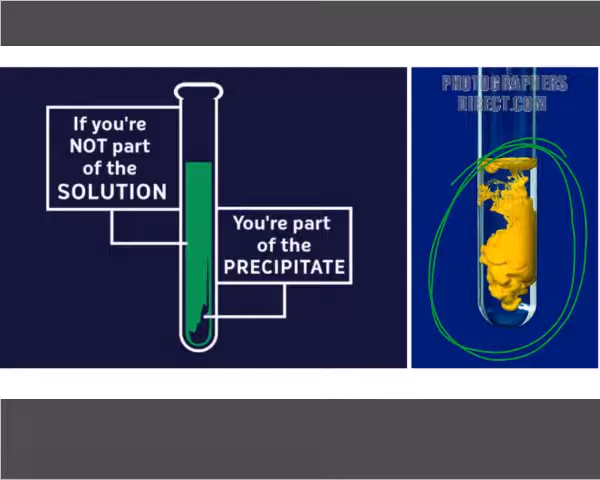 If you're
NOT part
of the
SOLUTION
You're part
of the
PRECIPITATE
PHOTOGRAPHERS
DIRECT.COM